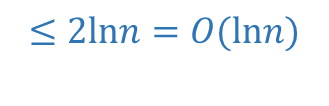 ≤ 2lnn = O(lnn)